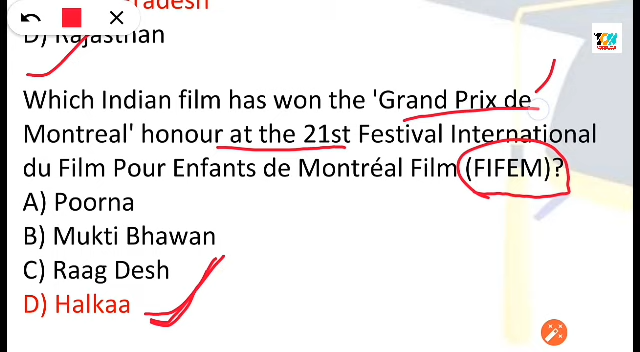 radesh
D) Rajasthan
Which Indian film has won the 'Grand Prix de
Montreal' honour at the 21st Festival International
du Film Pour Enfants de Montréal Film (FIFEM)?
A) Poorna
B) Mukti Bhawan
C) Raag Desh
D) Halkaa